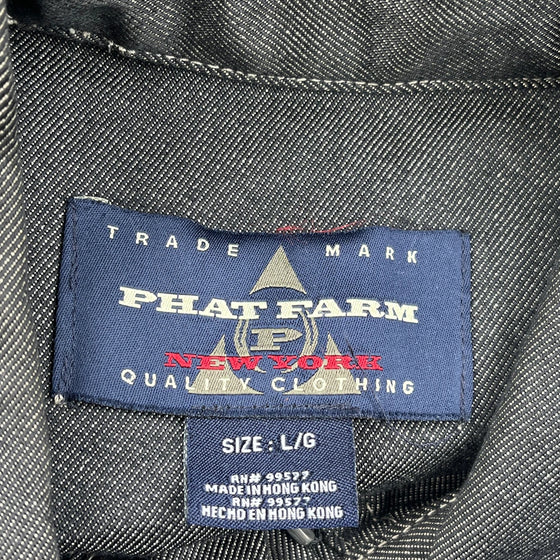 TRADE MARK
PHAT FARM
P
NEW YORK
QUALITY CLOTHING
SIZE: L/G
RN# 99577
MADE IN HONG KONG
RN# 99577
HECHO EN HONG KONG